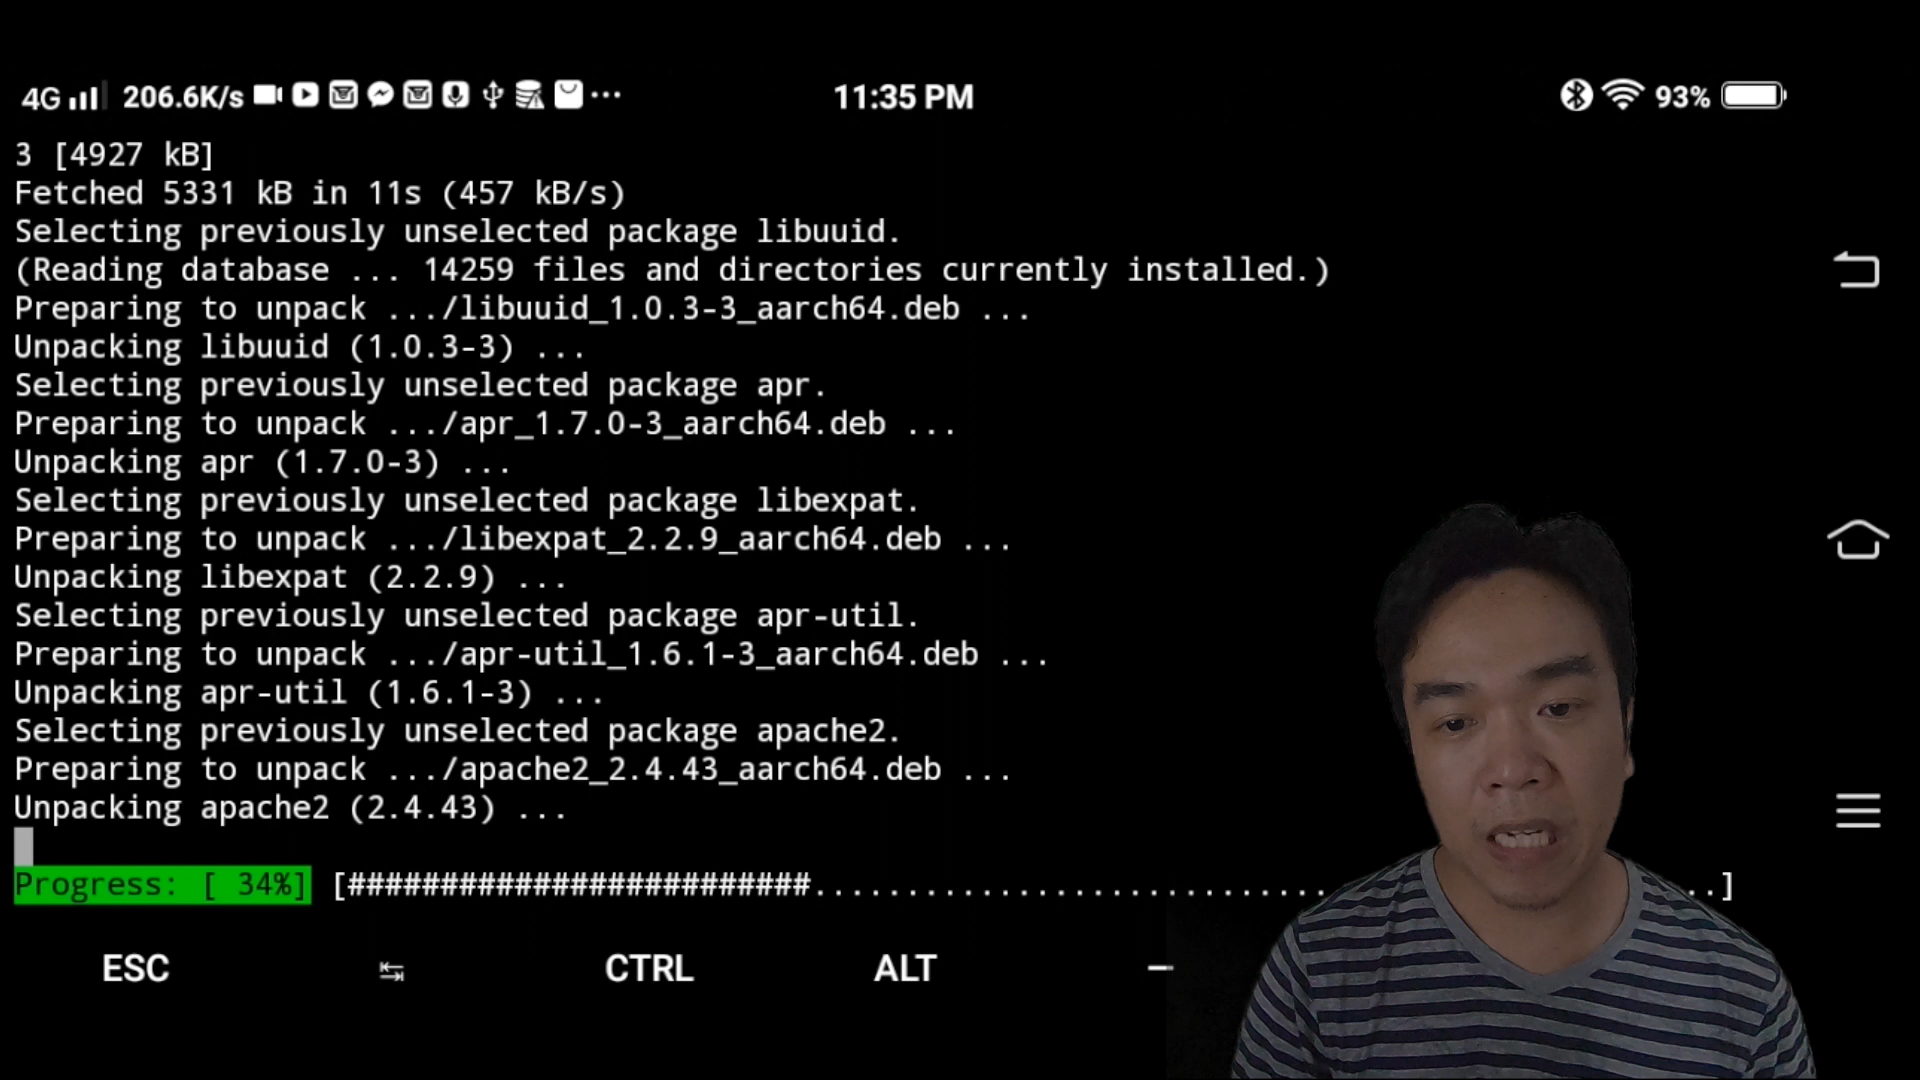 4G 206.6K/s ... 11:35 PM 93%
3 [4927 kB]
Fetched 5331 kB in 11s (457 kB/s)
Selecting previously unselected package libuuid.
(Reading database ... 14259 files and directories currently installed.)
Preparing to unpack .../libuuid_1.0.3-3_aarch64.deb ...
Unpacking libuuid (1.0.3-3) ...
Selecting previously unselected package apr.
Preparing to unpack .../apr_1.7.0-3_aarch64.deb ...
Unpacking apr (1.7.0-3) ...
Selecting previously unselected package libexpat.
Preparing to unpack .../libexpat_2.2.9_aarch64.deb ...
Unpacking libexpat (2.2.9) ...
Selecting previously unselected package apr-util.
Preparing to unpack .../apr-util_1.6.1-3_aarch64.deb ...
Unpacking apr-util (1.6.1-3) ...
Selecting previously unselected package apache2.
Preparing to unpack .../apache2_2.4.43_aarch64.deb ...
Unpacking apache2 (2.4.43) ...
Progress: [ 34%] [#########################..............................]
ESC CTRL ALT –